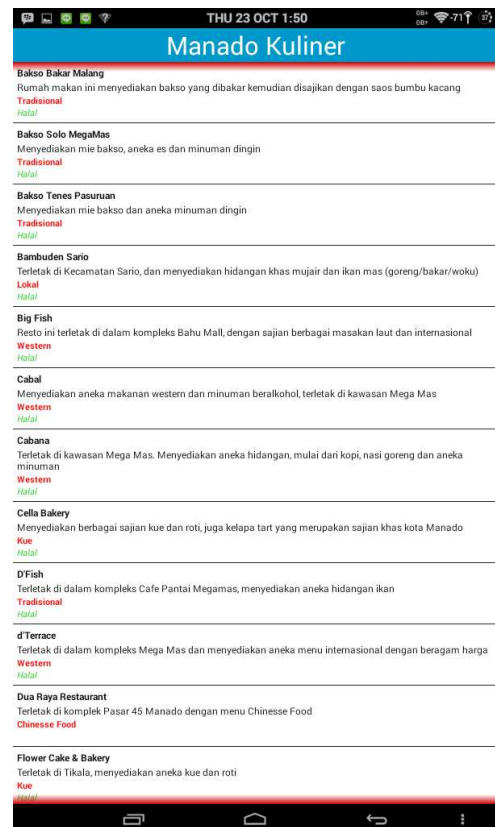 THU 23 OCT 1:50
-71
37
Manado Kuliner
Bakso Bakar Malang
Rumah makan ini menyediakan bakso yang dibakar kemudian disajikan dengan saos bumbu kacang
Tradisional
Halal
Bakso Solo MegaMas
Menyediakan mie bakso, aneka es dan minuman dingin
Tradisional
Halal
Bakso Tenes Pasuruan
Menyediakan mie bakso dan aneka minuman dingin
Tradisional
Halal
Bambuden Sario
Terletak di Kecamatan Sario, dan menyediakan hidangan khas mujair dan ikan mas (goreng/bakar/woku)
Lokal
Halal
Big Fish
Resto ini terletak di dalam kompleks Bahu Mall, dengan sajian berbagai masakan laut dan internasional
Western
Halal
Cabal
Menyediakan aneka makanan western dan minuman beralkohol, terletak di kawasan Mega Mas
Western
Halal
Cabana
Terletak di kawasan Mega Mas. Menyediakan aneka hidangan, mulai dari kopi, nasi goreng dan aneka
minuman
Western
Halal
Cella Bakery
Menyediakan berbagai sajian kue dan roti, juga kelapa tart yang merupakan sajian khas kota Manado
Kue
Halal
D'Fish
Terletak di dalam kompleks Cafe Pantai Megamas, menyediakan aneka hidangan ikan
Tradisional
Halal
d'Terrace
Terletak di dalam kompleks Mega Mas dan menyediakan aneka menu internasional dengan beragam harga
Western
Halal
Dua Raya Restaurant
Terletak di komplek Pasar 45 Manado dengan menu Chinesse Food
Chinesse Food
Flower Cake & Bakery
Terletak di Tikala, menyediakan aneka kue dan roti
Kue
Halal